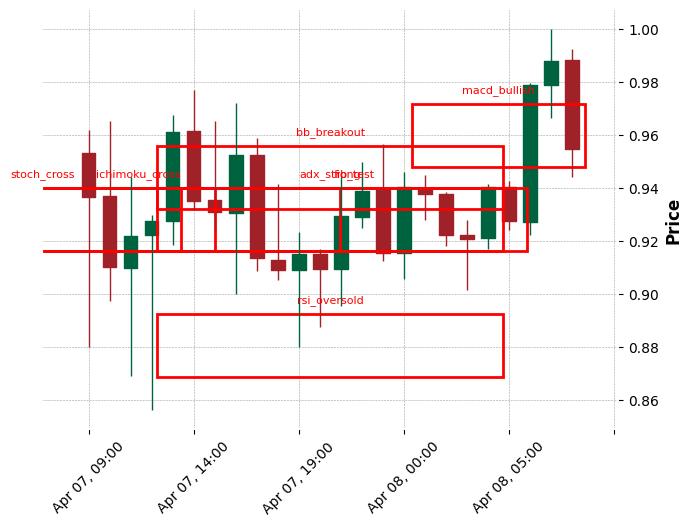 1.00
0.98
macd_bullish
0.96
bb_breakout
stoch_cross
ichimoku_cross
0.94
0.92
Price
0.90
rsi_oversold
0.88
0.86
Apr 07, 09:00
Apr 07, 14:00
Apr 07, 19:00
Apr 08, 00:00
Apr 08, 05:00